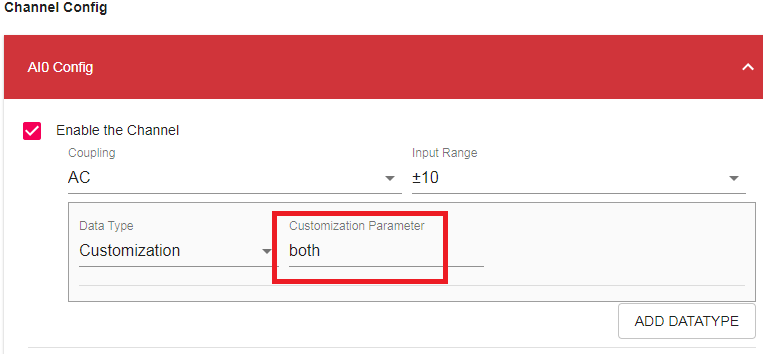 Channel Config
AI0 Config
Enable the Channel
Coupling Input Range
AC ±10
Data Type Customization Parameter
Customization both
ADD DATATYPE